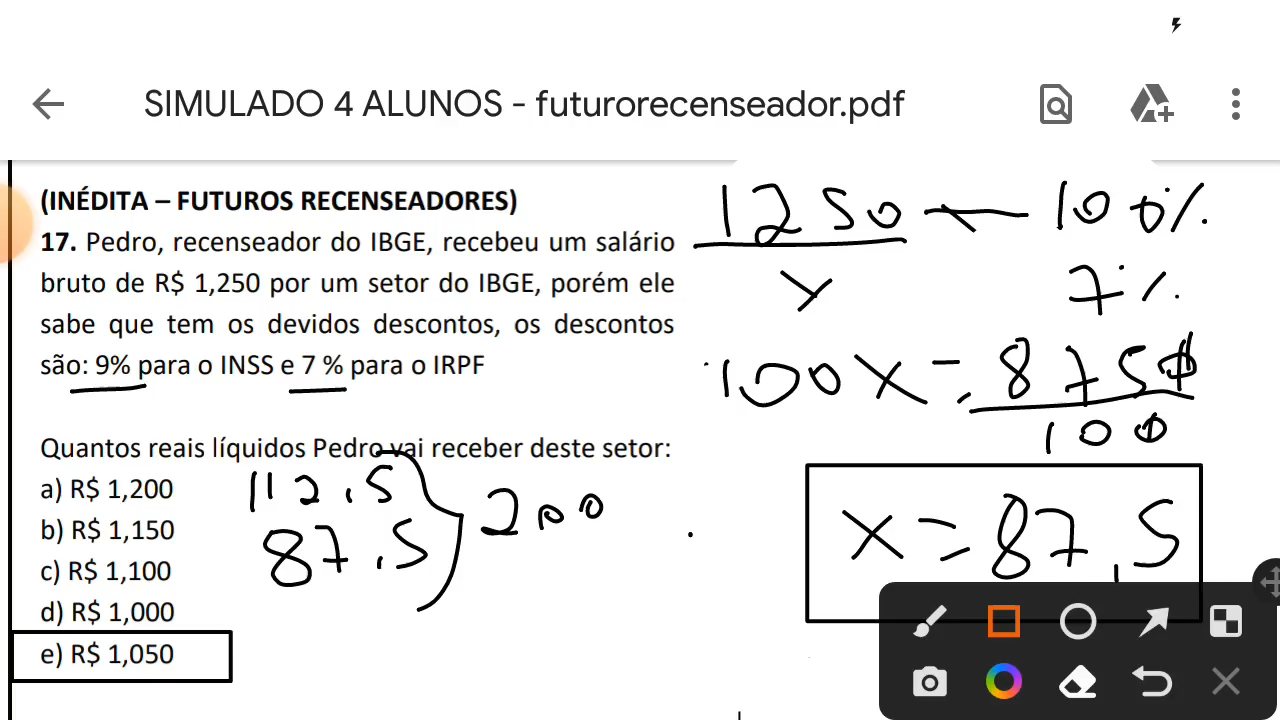 SIMULADO 4 ALUNOS - futurorecenseador.pdf
(INÉDITA – FUTUROS RECENSEADORES)
17. Pedro, recenseador do IBGE, recebeu um salário
bruto de R$ 1,250 por um setor do IBGE, porém ele
sabe que tem os devidos descontos, os descontos
são: 9% para o INSS e 7 % para o IRPF
Quantos reais líquidos Pedro vai receber deste setor:
a) R$ 1,200
b) R$ 1,150
c) R$ 1,100
d) R$ 1,000
e) R$ 1,050
112,5
87,5
200
1250 — 100%
x 7%
100x = 8750
100
x = 87,5